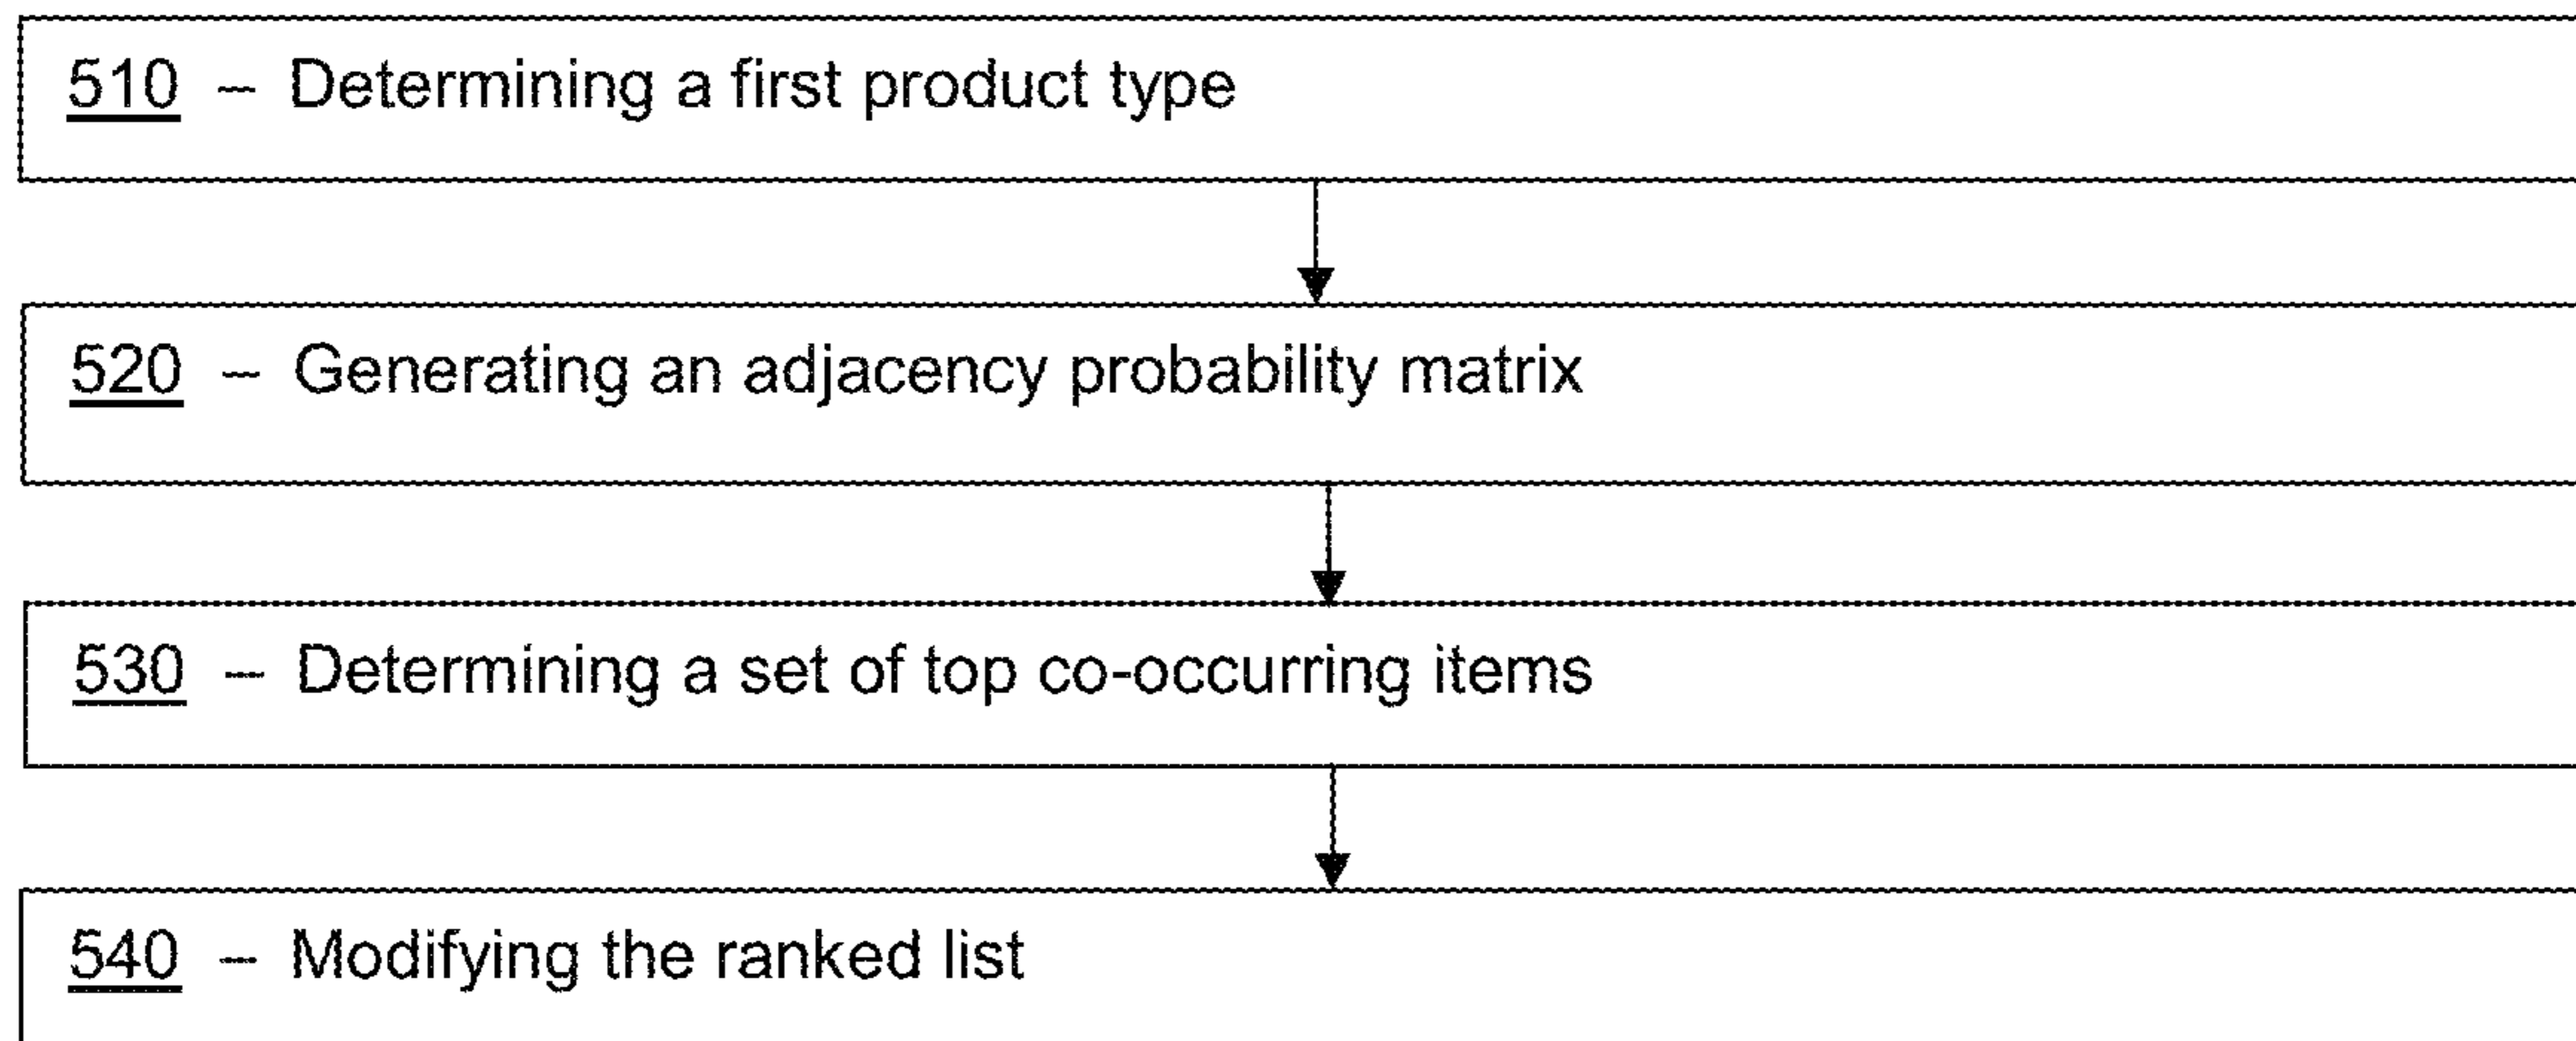 510 – Determining a first product type
520 – Generating an adjacency probability matrix
530 – Determining a set of top co-occurring items
540 – Modifying the ranked list